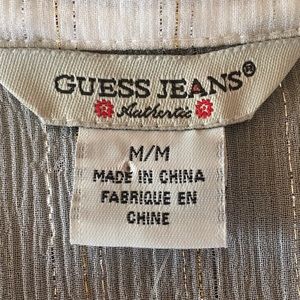 GUESS JEANS®
Authentic
M/M
MADE IN CHINA
FABRIQUE EN
CHINE